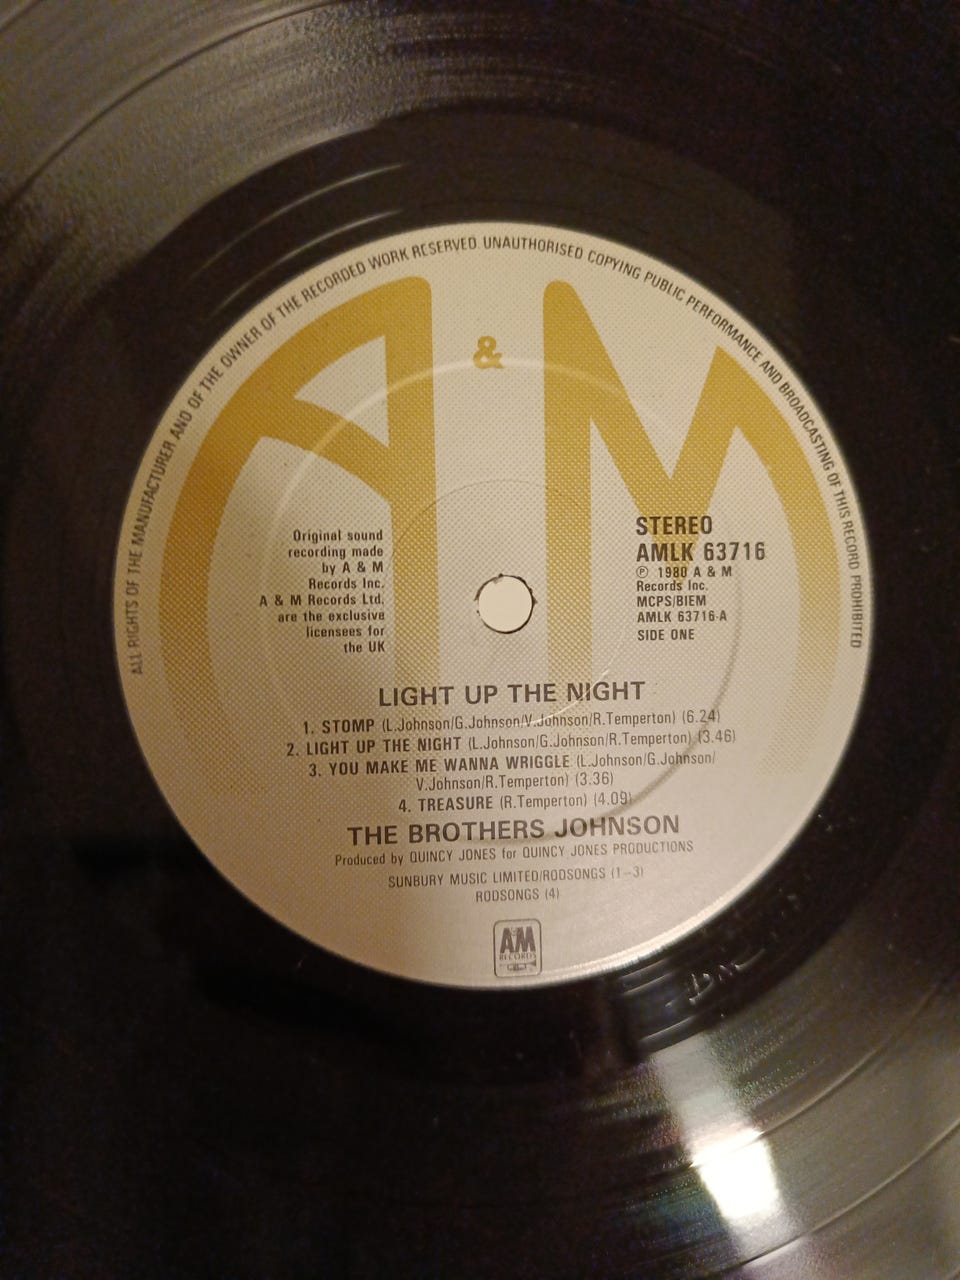 ALL RIGHTS OF THE MANUFACTURER AND OF THE OWNER OF THE RECORDED WORK RESERVED. UNAUTHORISED COPYING PUBLIC PERFORMANCE AND BROADCASTING OF THIS RECORD PROHIBITED
A & M
Original sound
recording made
by A & M
Records Inc.
A & M Records Ltd.
are the exclusive
licensees for
the UK
STEREO
AMLK 63716
℗ 1980 A & M
Records Inc.
MCPS/BIEM
AMLK 63716-A
SIDE ONE
LIGHT UP THE NIGHT
1. STOMP (L.Johnson/G.Johnson/V.Johnson/R.Temperton) (6.24)
2. LIGHT UP THE NIGHT (L.Johnson/G.Johnson/R.Temperton) (3.46)
3. YOU MAKE ME WANNA WRIGGLE (L.Johnson/G.Johnson/
V.Johnson/R.Temperton) (3.36)
4. TREASURE (R.Temperton) (4.09)
THE BROTHERS JOHNSON
Produced by QUINCY JONES for QUINCY JONES PRODUCTIONS
SUNBURY MUSIC LIMITED/RODSONGS (1–3)
RODSONGS (4)
AM
RECORDS